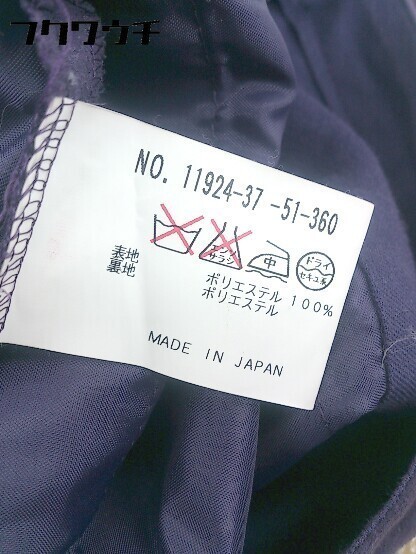 フクワウチ
NO. 11924-37 -51-360
エンソ
サラシ
中
ドライ
セキユ系
表地 ポリエステル 100%
裏地 ポリエステル
MADE IN JAPAN